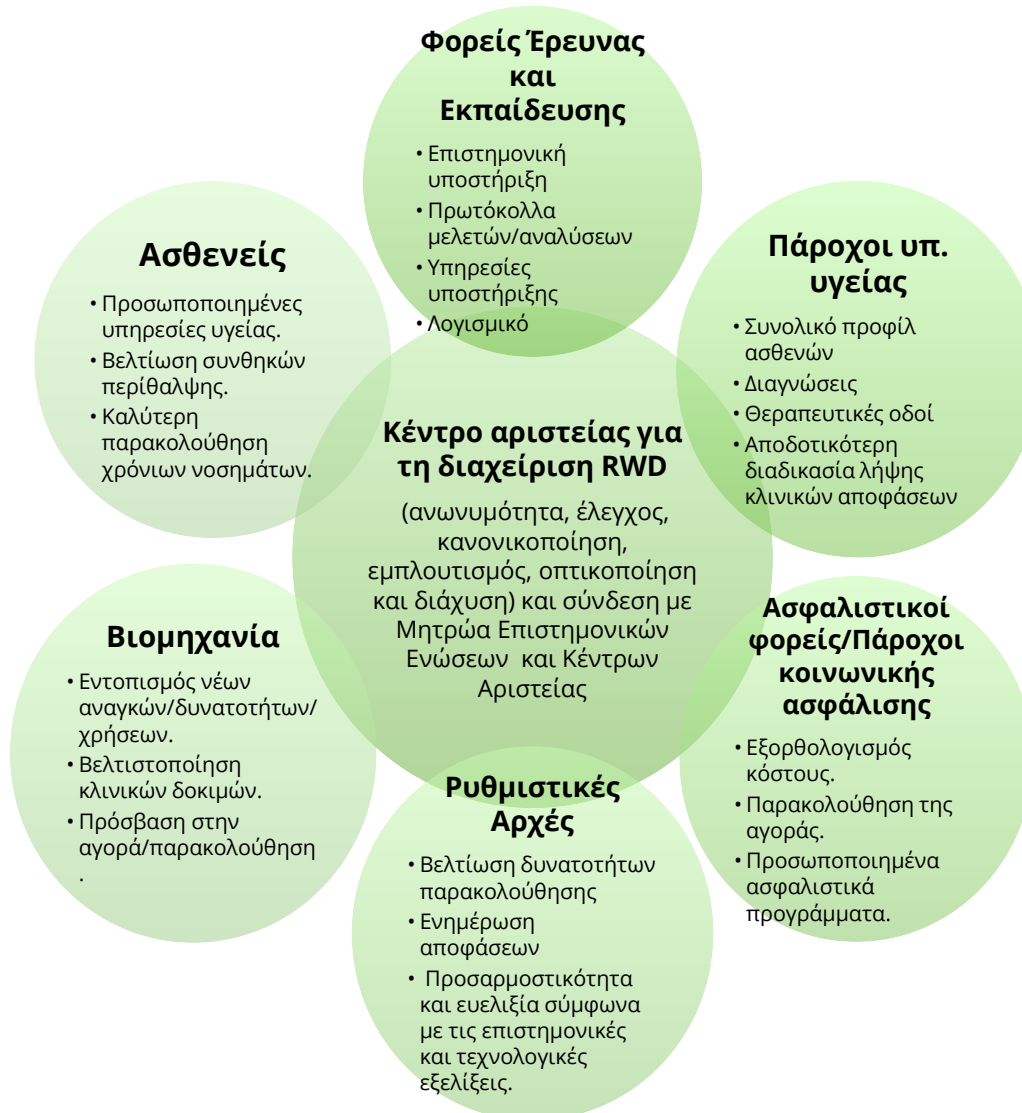 Φορείς Έρευνας
και
Εκπαίδευσης
• Επιστημονική
υποστήριξη
• Πρωτόκολλα
μελετών/αναλύσεων
• Υπηρεσίες
υποστήριξης
• Λογισμικό
Πάροχοι υπ.
υγείας
• Συνολικό προφίλ
ασθενών
• Διαγνώσεις
• Θεραπευτικές οδοί
• Αποδοτικότερη
διαδικασία λήψης
κλινικών αποφάσεων
Ασφαλιστικοί
φορείς/Πάροχοι
κοινωνικής
ασφάλισης
• Εξορθολογισμός
κόστους.
• Παρακολούθηση της
αγοράς.
• Προσωποποιημένα
ασφαλιστικά
προγράμματα.
Ρυθμιστικές
Αρχές
• Βελτίωση δυνατοτήτων
παρακολούθησης
• Ενημέρωση
αποφάσεων
• Προσαρμοστικότητα
και ευελιξία σύμφωνα
με τις επιστημονικές
και τεχνολογικές
εξελίξεις.
Βιομηχανία
• Εντοπισμός νέων
αναγκών/δυνατοτήτων/
χρήσεων.
• Βελτιστοποίηση
κλινικών δοκιμών.
• Πρόσβαση στην
αγορά/παρακολούθηση
.
Ασθενείς
• Προσωποποιημένες
υπηρεσίες υγείας.
• Βελτίωση συνθηκών
περίθαλψης.
• Καλύτερη
παρακολούθηση
χρόνιων νοσημάτων.
Κέντρο αριστείας για
τη διαχείριση RWD
(ανωνυμότητα, έλεγχος,
κανονικοποίηση,
εμπλουτισμός, οπτικοποίηση
και διάχυση) και σύνδεση με
Μητρώα Επιστημονικών
Ενώσεων και Κέντρων
Αριστείας